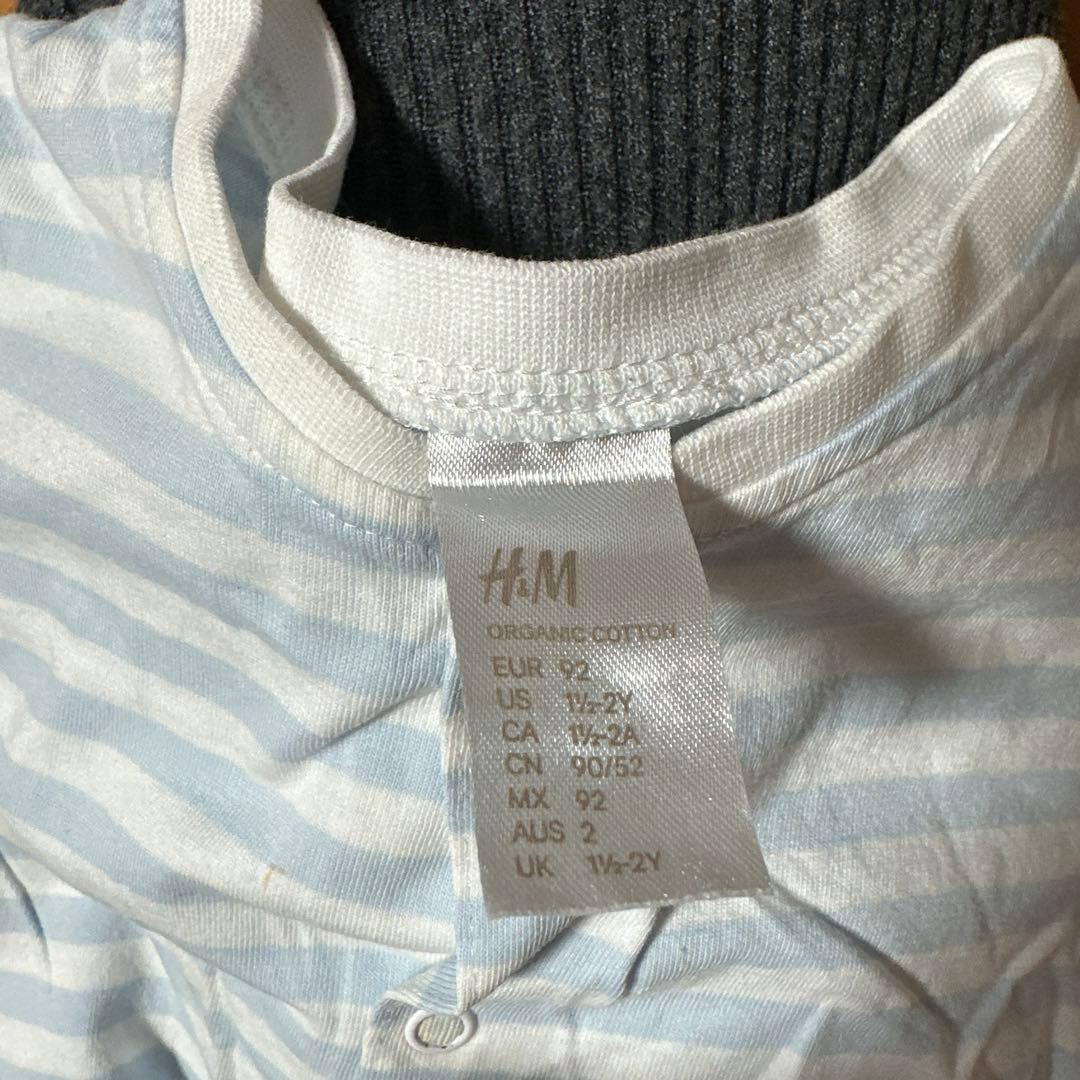 H&M
ORGANIC COTTON
EUR 92
US 1½-2Y
CA 1½-2A
CN 90/52
MX 92
AUS 2
UK 1½-2Y